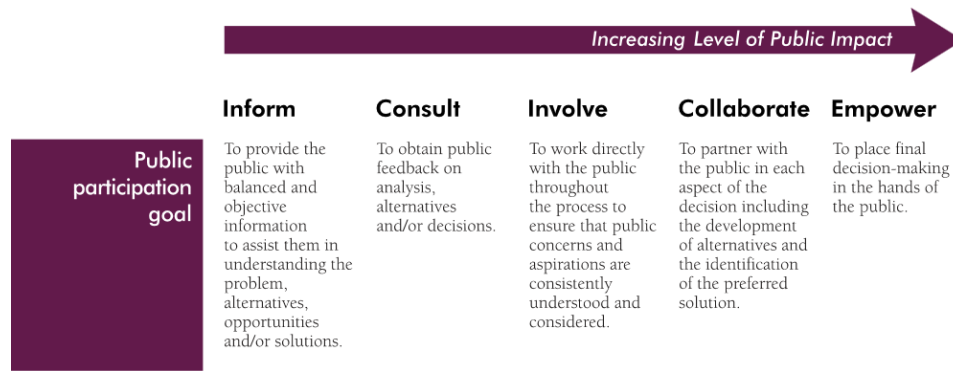 Increasing Level of Public Impact
Inform
Consult
Involve
Collaborate
Empower
Public
participation
goal
To provide the
public with
balanced and
objective
information
to assist them in
understanding the
problem,
alternatives,
opportunities
and/or solutions.
To obtain public
feedback on
analysis,
alternatives
and/or decisions.
To work directly
with the public
throughout
the process to
ensure that public
concerns and
aspirations are
consistently
understood and
considered.
To partner with
the public in each
aspect of the
decision including
the development
of alternatives and
the identification
of the preferred
solution.
To place final
decision-making
in the hands of
the public.